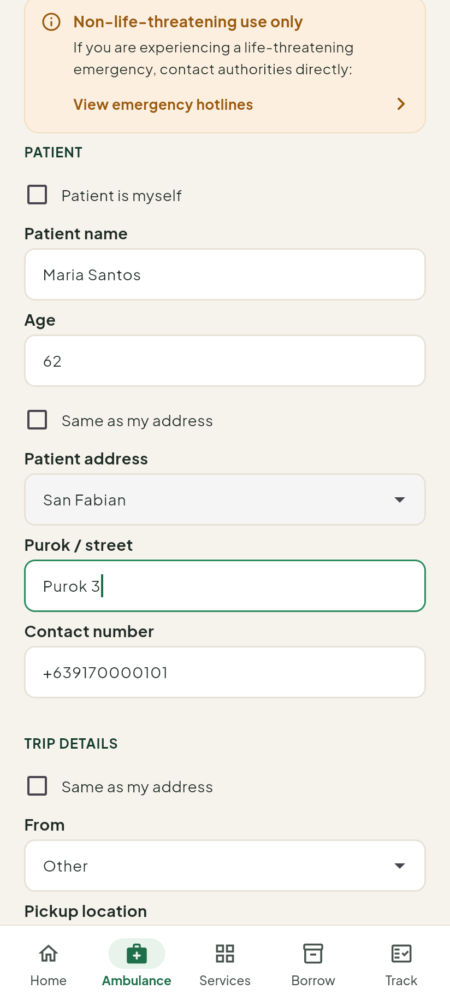 Non-life-threatening use only
If you are experiencing a life-threatening
emergency, contact authorities directly:
View emergency hotlines
PATIENT
Patient is myself
Patient name
Maria Santos
Age
62
Same as my address
Patient address
San Fabian
Purok / street
Purok 3
Contact number
+639170000101
TRIP DETAILS
Same as my address
From
Other
Pickup location
Home
Ambulance
Services
Borrow
Track